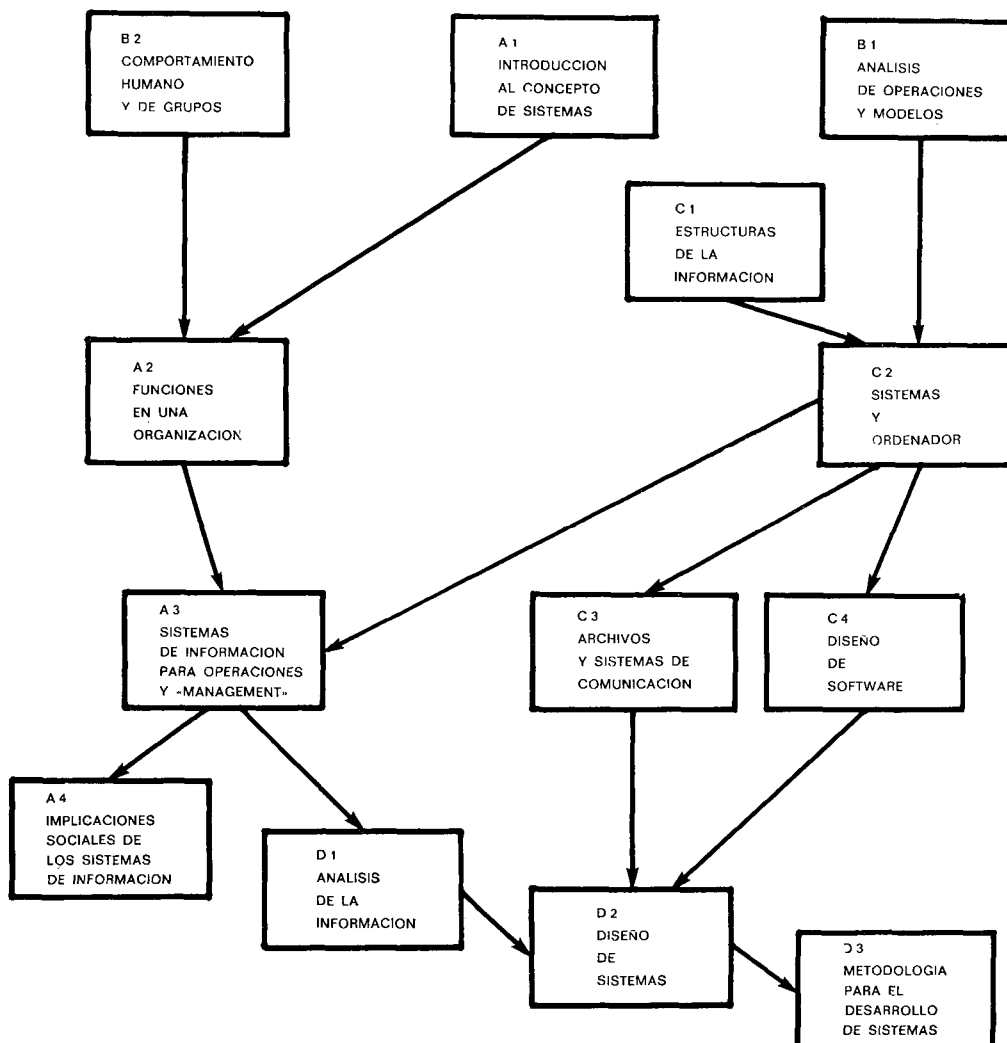 B 2
COMPORTAMIENTO
HUMANO
Y DE GRUPOS
A 1
INTRODUCCION
AL CONCEPTO
DE SISTEMAS
B 1
ANALISIS
DE OPERACIONES
Y MODELOS
C 1
ESTRUCTURAS
DE LA
INFORMACION
A 2
FUNCIONES
EN UNA
ORGANIZACION
C 2
SISTEMAS
Y
ORDENADOR
A 3
SISTEMAS
DE INFORMACION
PARA OPERACIONES
Y «MANAGEMENT»
C 3
ARCHIVOS
Y SISTEMAS DE
COMUNICACION
C 4
DISEÑO
DE
SOFTWARE
A 4
IMPLICACIONES
SOCIALES DE
LOS SISTEMAS
DE INFORMACION
D 1
ANALISIS
DE LA
INFORMACION
D 2
DISEÑO
DE
SISTEMAS
D 3
METODOLOGIA
PARA EL
DESARROLLO
DE SISTEMAS